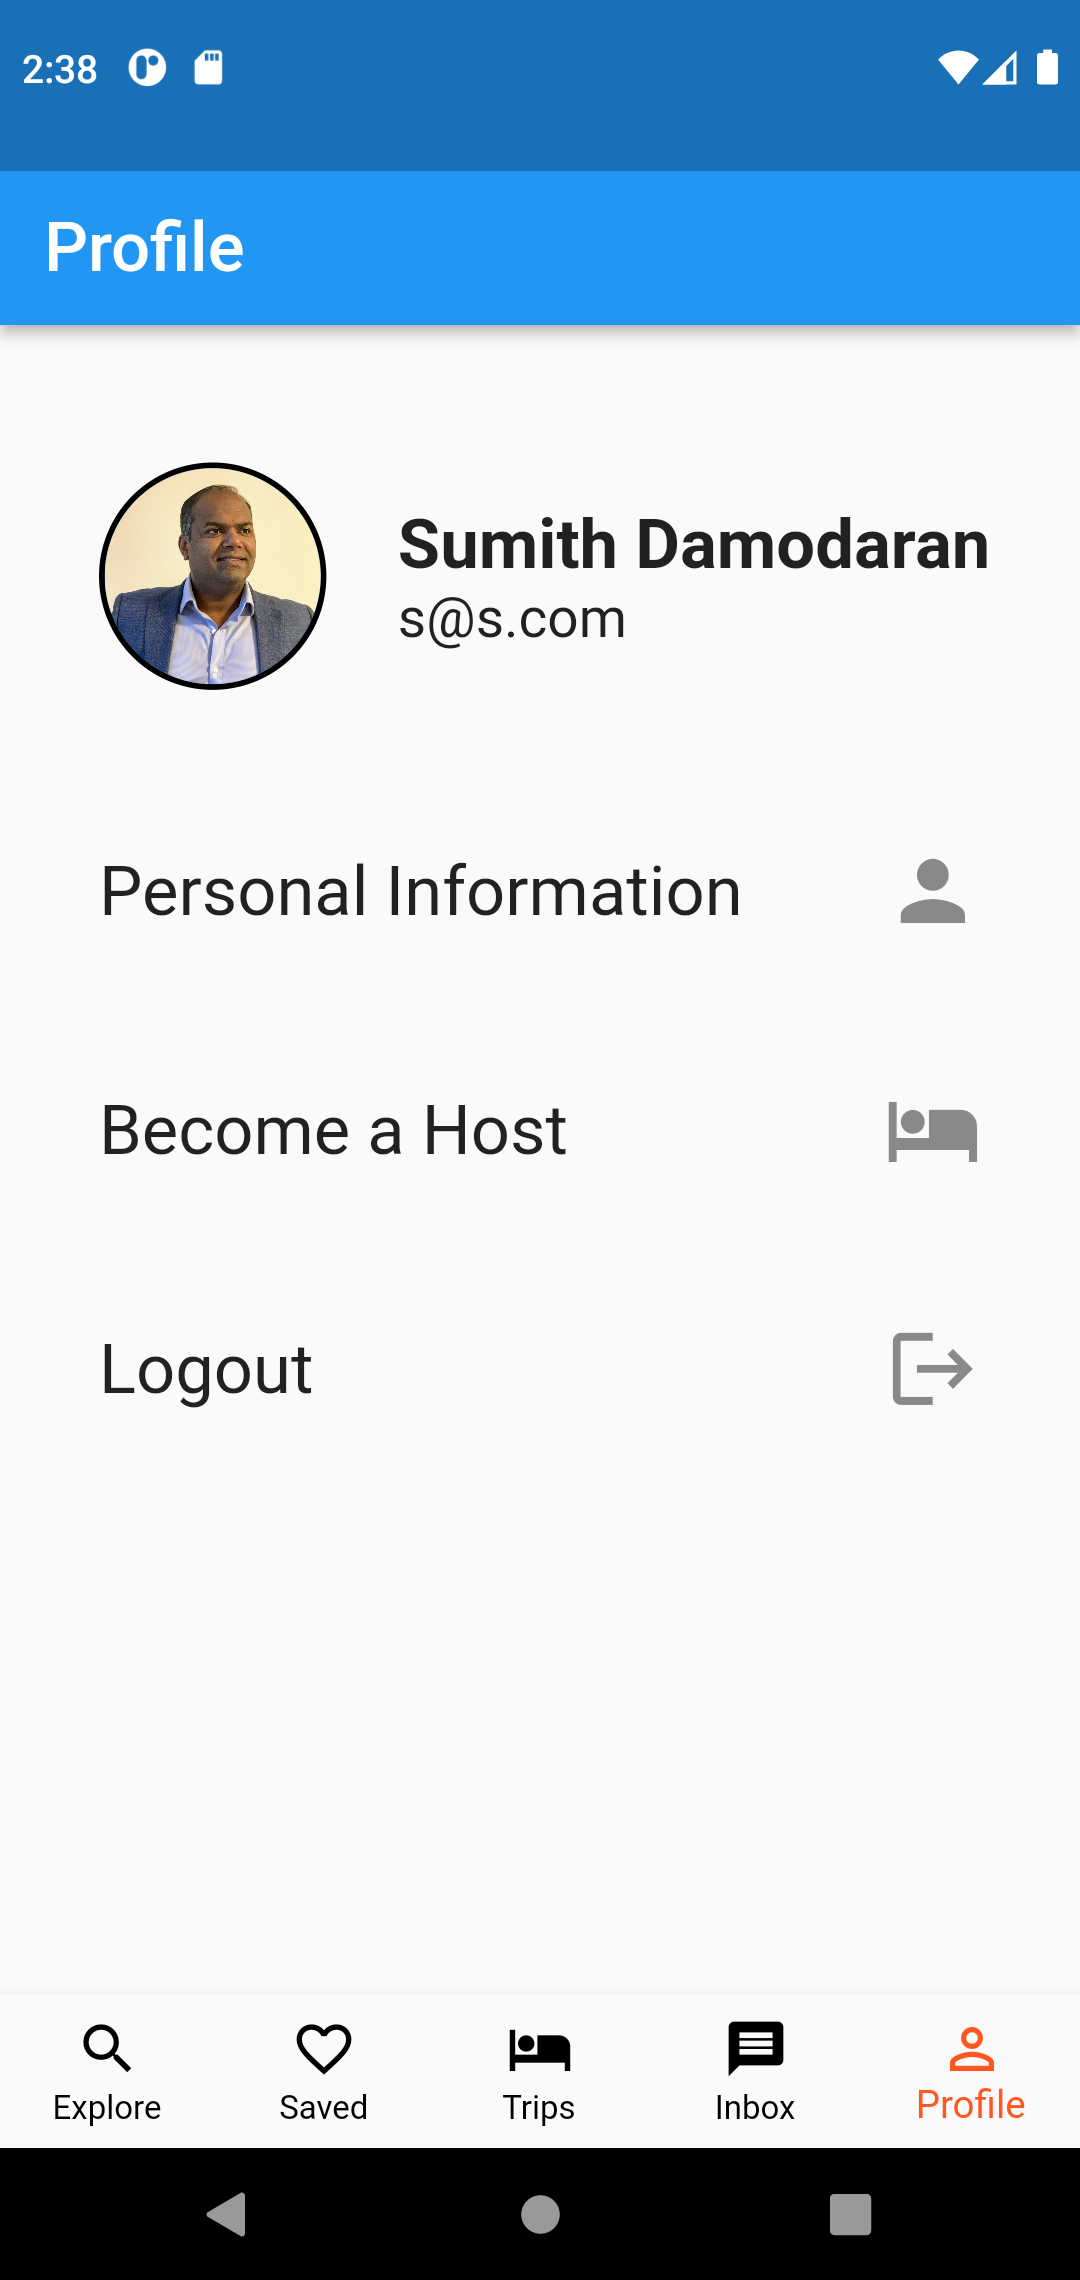 2:38
Profile
Sumith Damodaran
s@s.com
Personal Information
Become a Host
Logout
Explore
Saved
Trips
Inbox
Profile